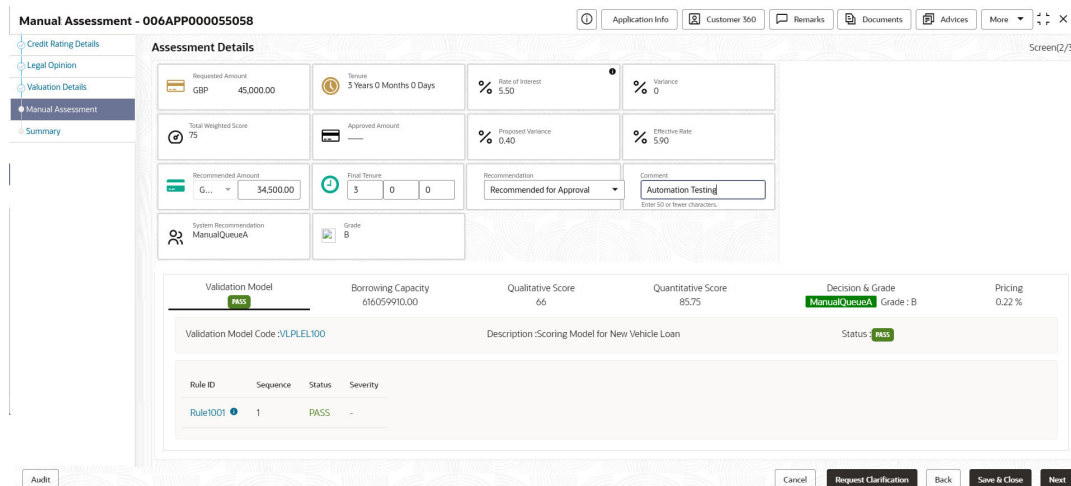 Manual Assessment - 006APP000055058
Application Info
Customer 360
Remarks
Documents
Advices
More
Credit Rating Details
Legal Opinion
Valuation Details
Manual Assessment
Summary
Assessment Details
Screen(2/3
Requested Amount
GBP 45,000.00
Tenure
3 Years 0 Months 0 Days
Rate of Interest
5.50
Variance
0
Total Weighted Score
75
Approved Amount
Proposed Variance
0.40
Effective Rate
5.90
Recommended Amount
G... 34,500.00
Final Tenure
3 0 0
Recommendation
Recommended for Approval
Comment
Automation Testing
Enter 50 or fewer characters.
System Recommendation
ManualQueueA
Grade
B
Validation Model
PASS
Borrowing Capacity
616059910.00
Qualitative Score
66
Quantitative Score
85.75
Decision & Grade
ManualQueueA Grade : B
Pricing
0.22 %
Validation Model Code :VLPLEL100
Description :Scoring Model for New Vehicle Loan
Status : PASS
Rule ID Sequence Status Severity
Rule1001 1 PASS -
Audit
Cancel
Request Clarification
Back
Save & Close
Next